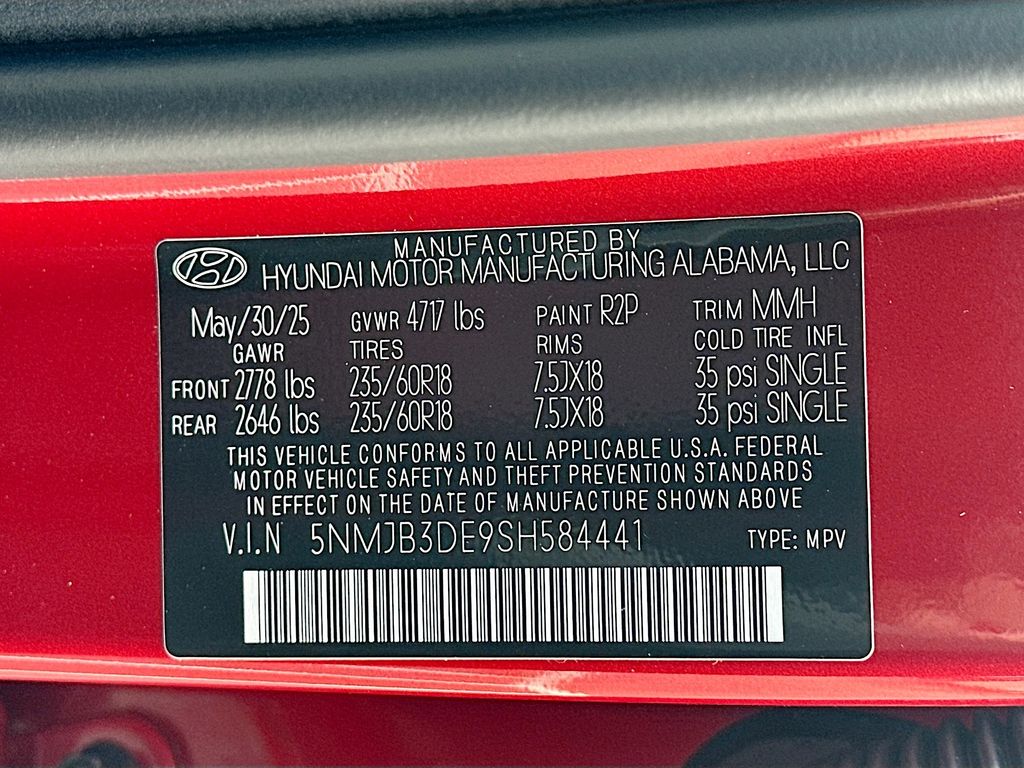 MANUFACTURED BY
HYUNDAI MOTOR MANUFACTURING ALABAMA, LLC
May/30/25 GVWR 4717 lbs PAINT R2P TRIM MMH
GAWR TIRES RIMS COLD TIRE INFL
FRONT 2778 lbs 235/60R18 7.5JX18 35 psi SINGLE
REAR 2646 lbs 235/60R18 7.5JX18 35 psi SINGLE
THIS VEHICLE CONFORMS TO ALL APPLICABLE U.S.A. FEDERAL
MOTOR VEHICLE SAFETY AND THEFT PREVENTION STANDARDS
IN EFFECT ON THE DATE OF MANUFACTURE SHOWN ABOVE
V.I.N 5NMJB3DE9SH584441 TYPE: MPV